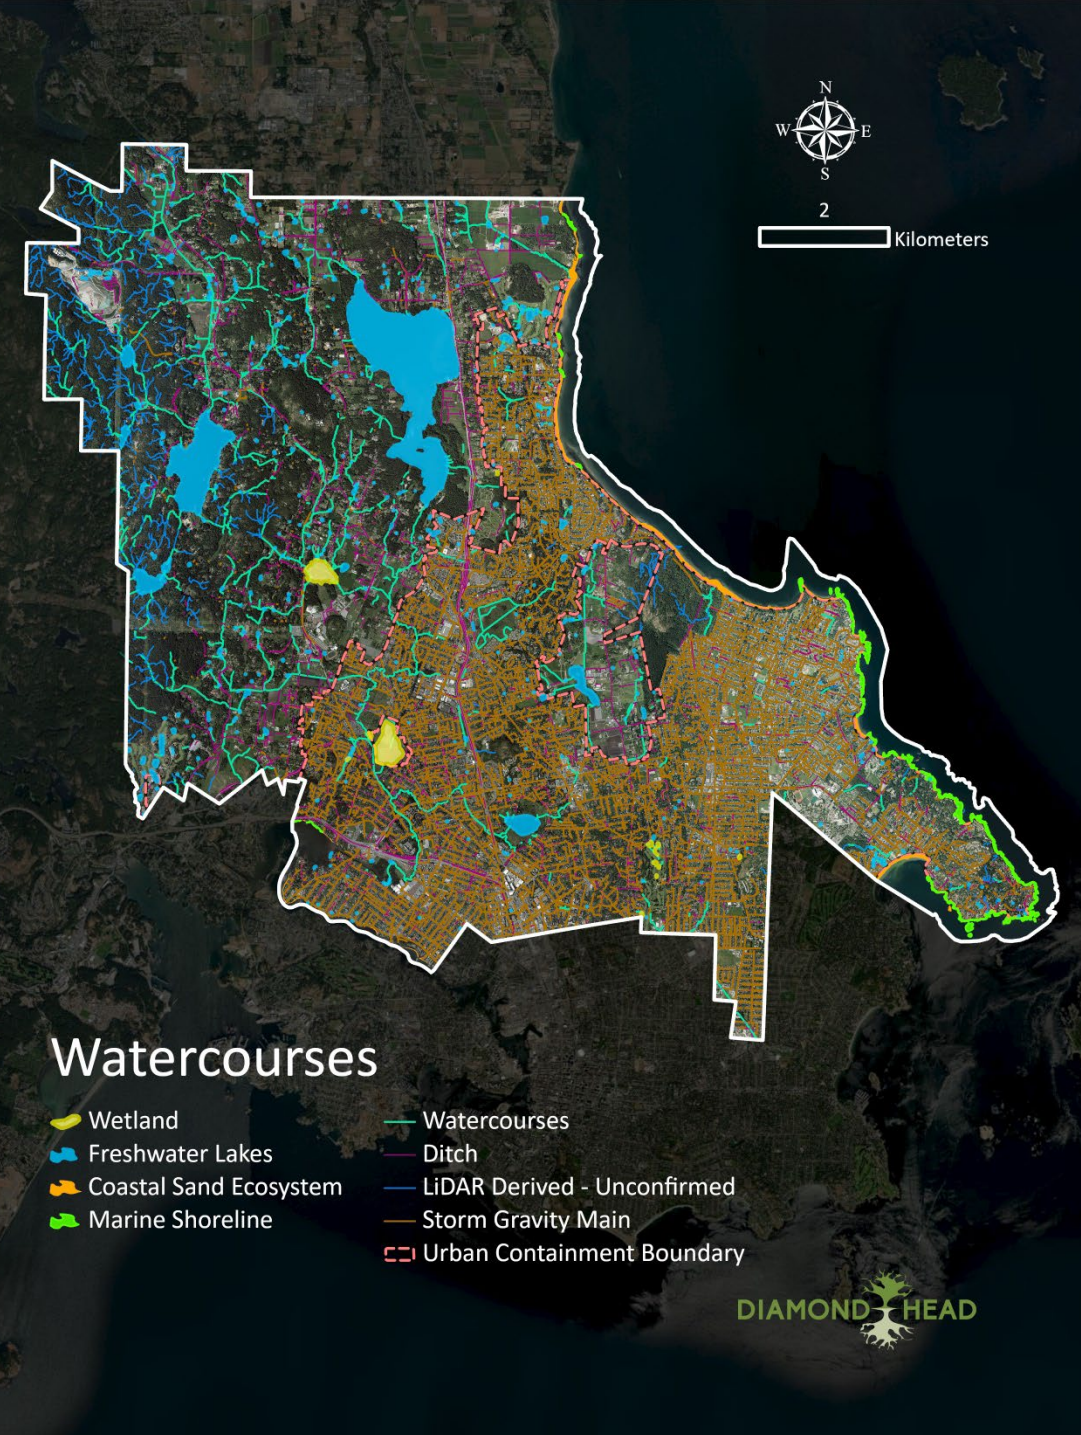 N
W E
S
2
Kilometers
Watercourses
Wetland
Freshwater Lakes
Coastal Sand Ecosystem
Marine Shoreline
Watercourses
Ditch
LiDAR Derived - Unconfirmed
Storm Gravity Main
Urban Containment Boundary
DIAMOND HEAD